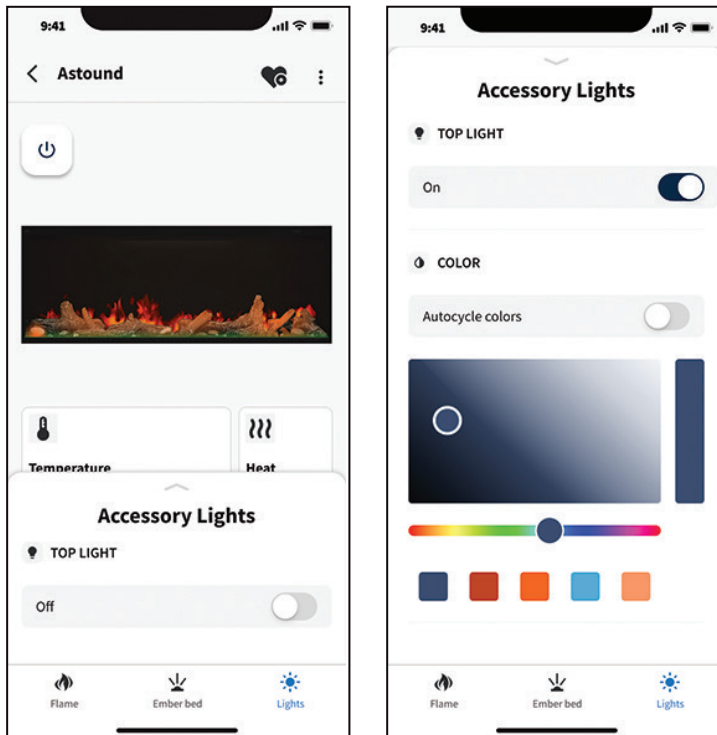 9:41
Astound
Temperature
Heat
Accessory Lights
TOP LIGHT
Off
Flame
Ember bed
Lights
9:41
Accessory Lights
TOP LIGHT
On
COLOR
Autocycle colors
Flame
Ember bed
Lights